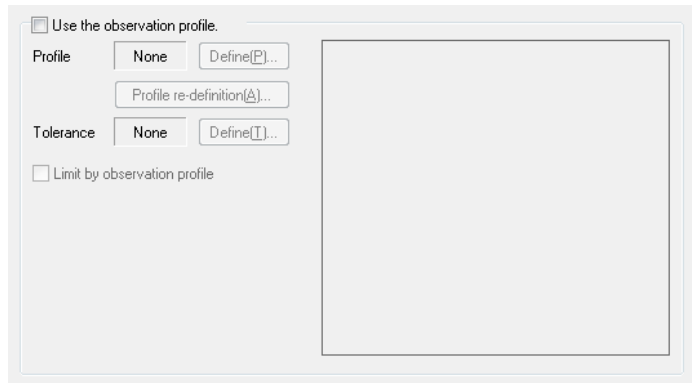 Use the observation profile.
Profile None Define(P)...
Profile re-definition(A)...
Tolerance None Define(T)...
Limit by observation profile